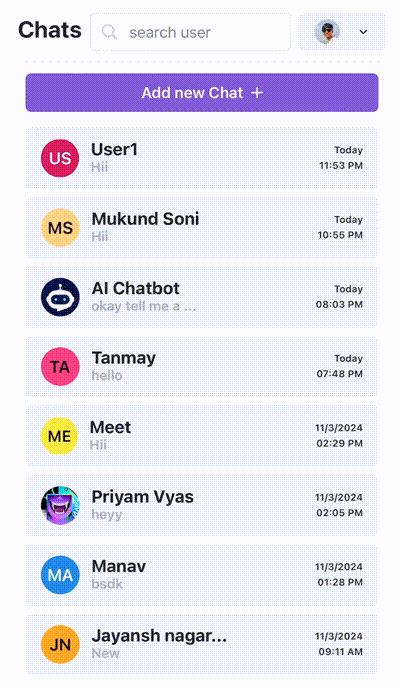 Chats
search user
Add new Chat +
US
User1
Hii
Today
11:53 PM
MS
Mukund Soni
Hii
Today
10:55 PM
AI Chatbot
okay tell me a ...
Today
08:03 PM
TA
Tanmay
hello
Today
07:48 PM
ME
Meet
Hii
11/3/2024
02:29 PM
Priyam Vyas
heyy
11/3/2024
02:05 PM
MA
Manav
bsdk
11/3/2024
01:28 PM
JN
Jayansh nagar...
New
11/3/2024
09:11 AM